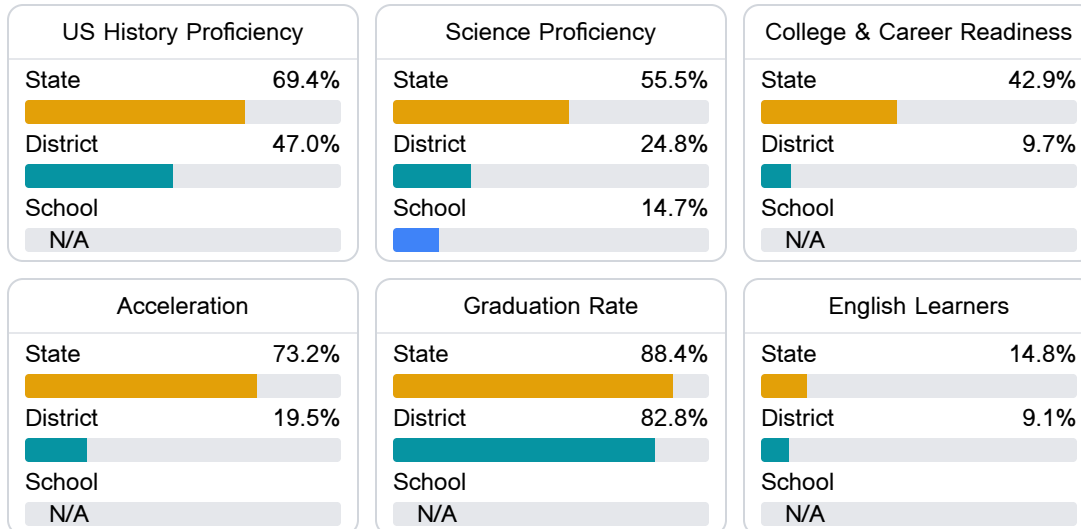 US History Proficiency
State 69.4%
District 47.0%
School
N/A
Science Proficiency
State 55.5%
District 24.8%
School 14.7%
College & Career Readiness
State 42.9%
District 9.7%
School
N/A
Acceleration
State 73.2%
District 19.5%
School
N/A
Graduation Rate
State 88.4%
District 82.8%
School
N/A
English Learners
State 14.8%
District 9.1%
School
N/A